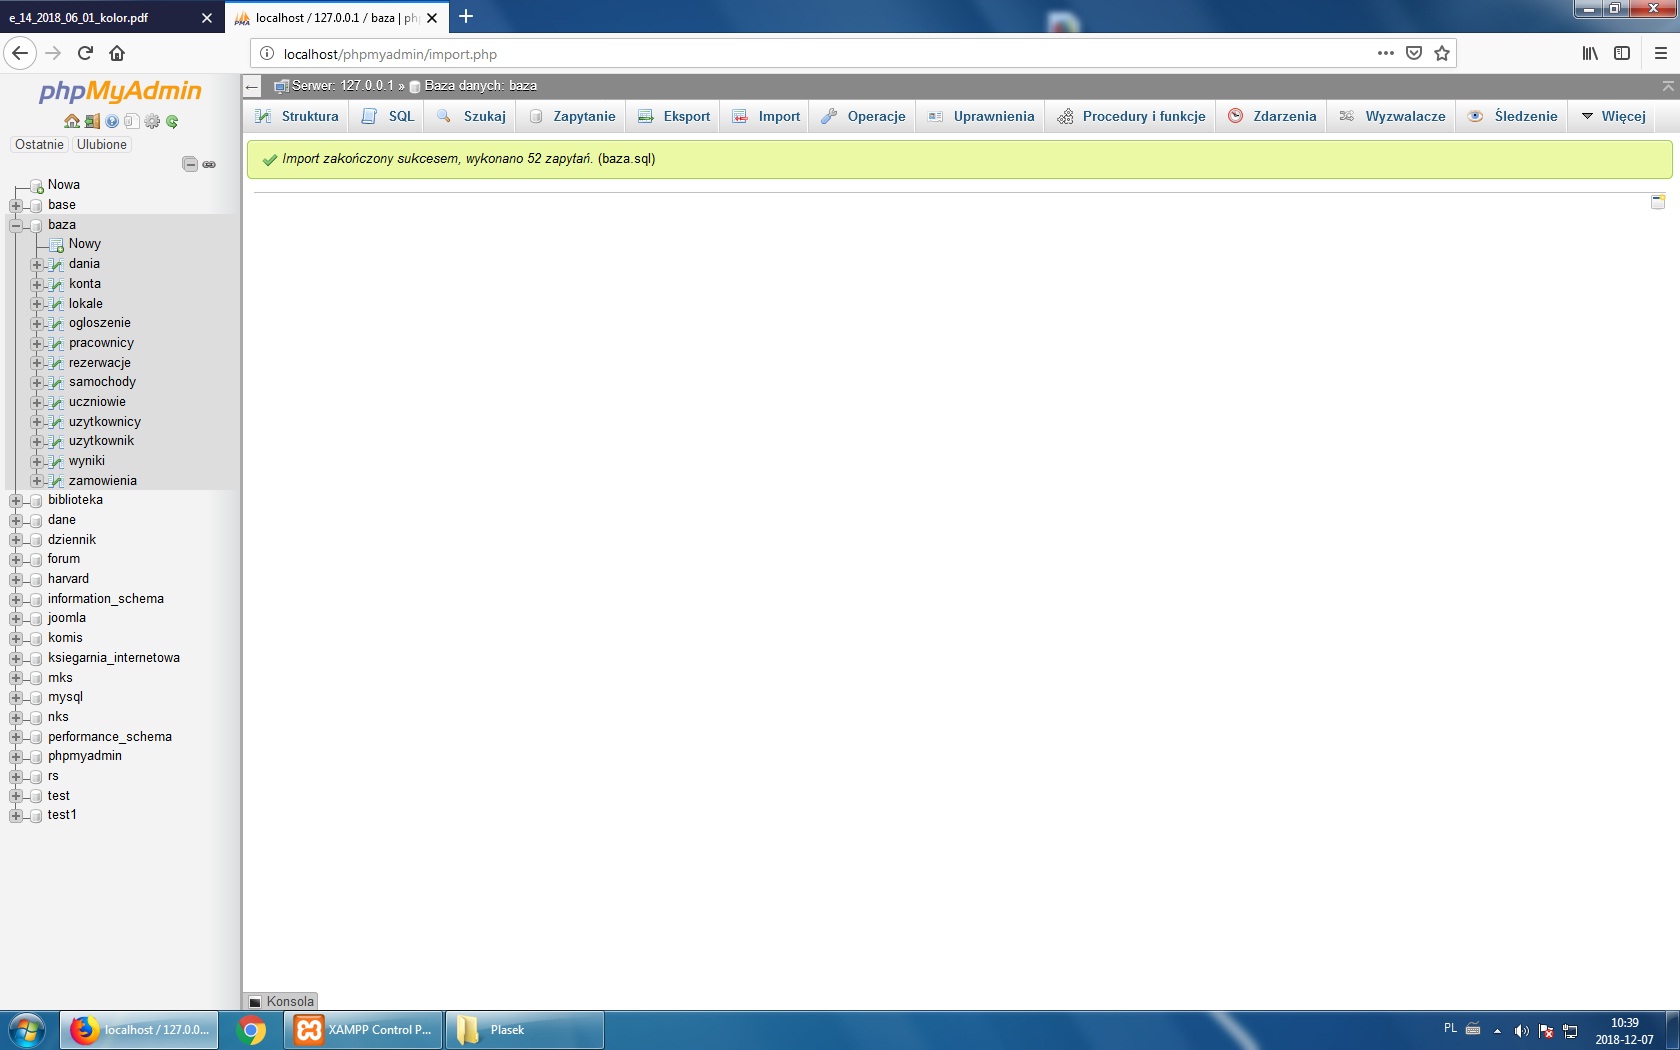 e_14_2018_06_01_kolor.pdf
localhost / 127.0.0.1 / baza | ph
localhost/phpmyadmin/import.php
phpMyAdmin
Serwer: 127.0.0.1 » Baza danych: baza
Struktura SQL Szukaj Zapytanie Eksport Import Operacje Uprawnienia Procedury i funkcje Zdarzenia Wyzwalacze Śledzenie Więcej
Ostatnie Ulubione
Import zakończony sukcesem, wykonano 52 zapytań. (baza.sql)
Nowa
base
baza
Nowy
dania
konta
lokale
ogloszenie
pracownicy
rezerwacje
samochody
uczniowie
uzytkownicy
uzytkownik
wyniki
zamowienia
biblioteka
dane
dziennik
forum
harvard
information_schema
joomla
komis
ksiegarnia_internetowa
mks
mysql
nks
performance_schema
phpmyadmin
rs
test
test1
Konsola
localhost / 127.0.0...
XAMPP Control P...
Plasek
PL
10:39
2018-12-07